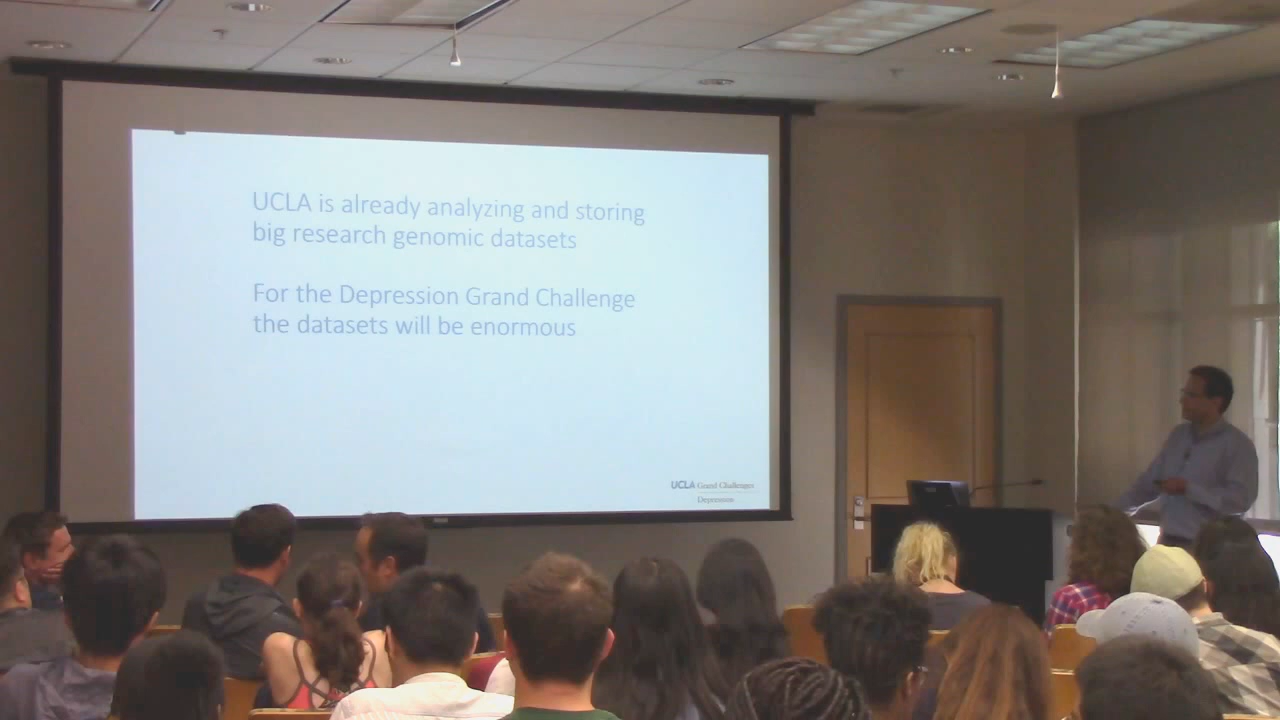 UCLA is already analyzing and storing
big research genomic datasets
For the Depression Grand Challenge
the datasets will be enormous
UCLA Grand Challenges
Depression